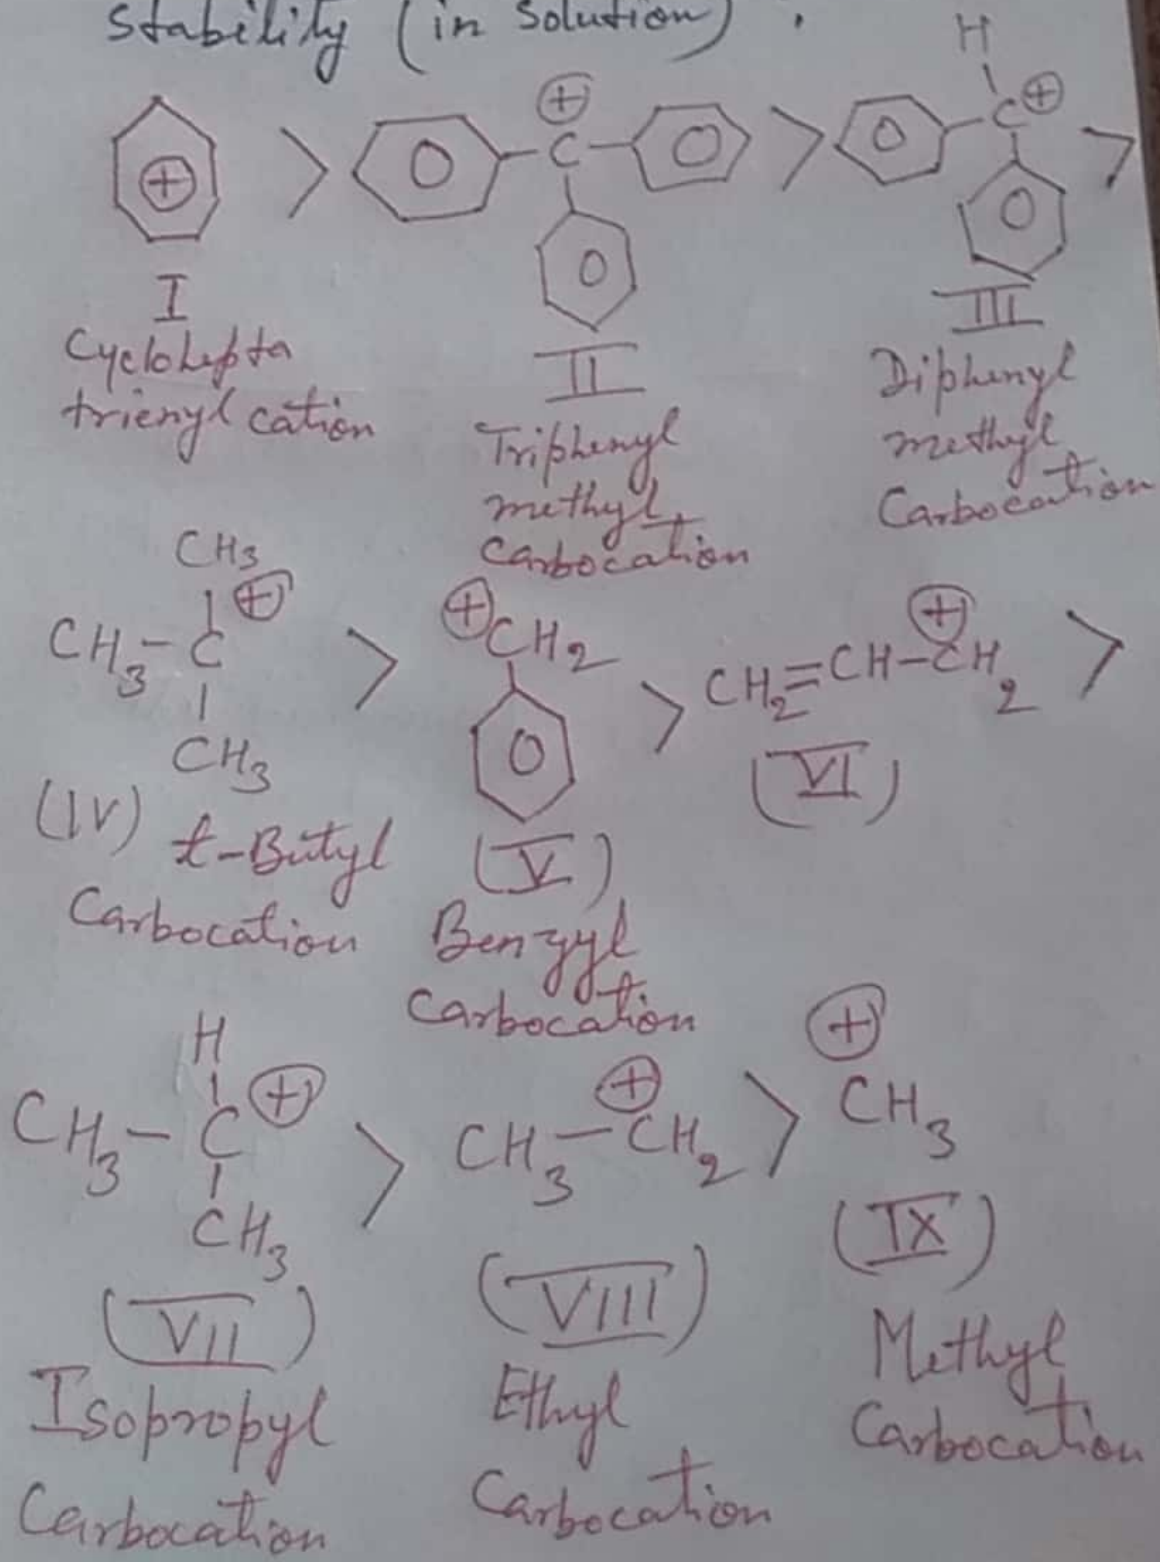 Stability (in Solution) .
H
⊕ > ⊕ C > C ⊕ >
I
Cyclohepta
trienyl cation
II
Triphenyl
methyl
Carbocation
III
Diphenyl
methyl
Carbocation
CH3
CH3-C ⊕ > ⊕CH2 > CH2=CH-CH2 ⊕ >
CH3
(IV) t-Butyl
Carbocation
(V)
Benzyl
Carbocation
(VI)
H
CH3-C ⊕ > CH3-CH2 ⊕ > ⊕ CH3
CH3
(VII)
Isopropyl
Carbocation
(VIII)
Ethyl
Carbocation
(IX)
Methyl
Carbocation